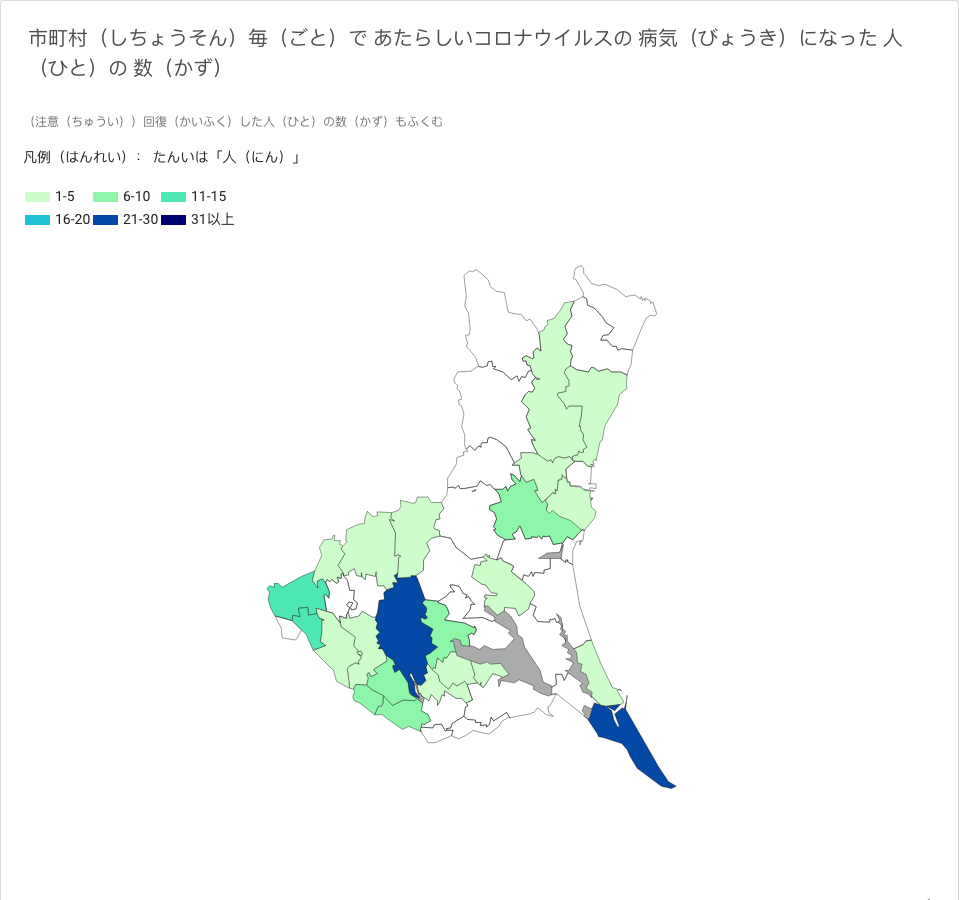 市町村（しちょうそん）毎（ごと）で あたらしいコロナウイルスの 病気（びょうき）になった 人
（ひと）の 数（かず）
（注意（ちゅうい））回復（かいふく）した人（ひと）の数（かず）もふくむ
凡例（はんれい）： たんいは「人（にん）」
1-5 6-10 11-15
16-20 21-30 31以上